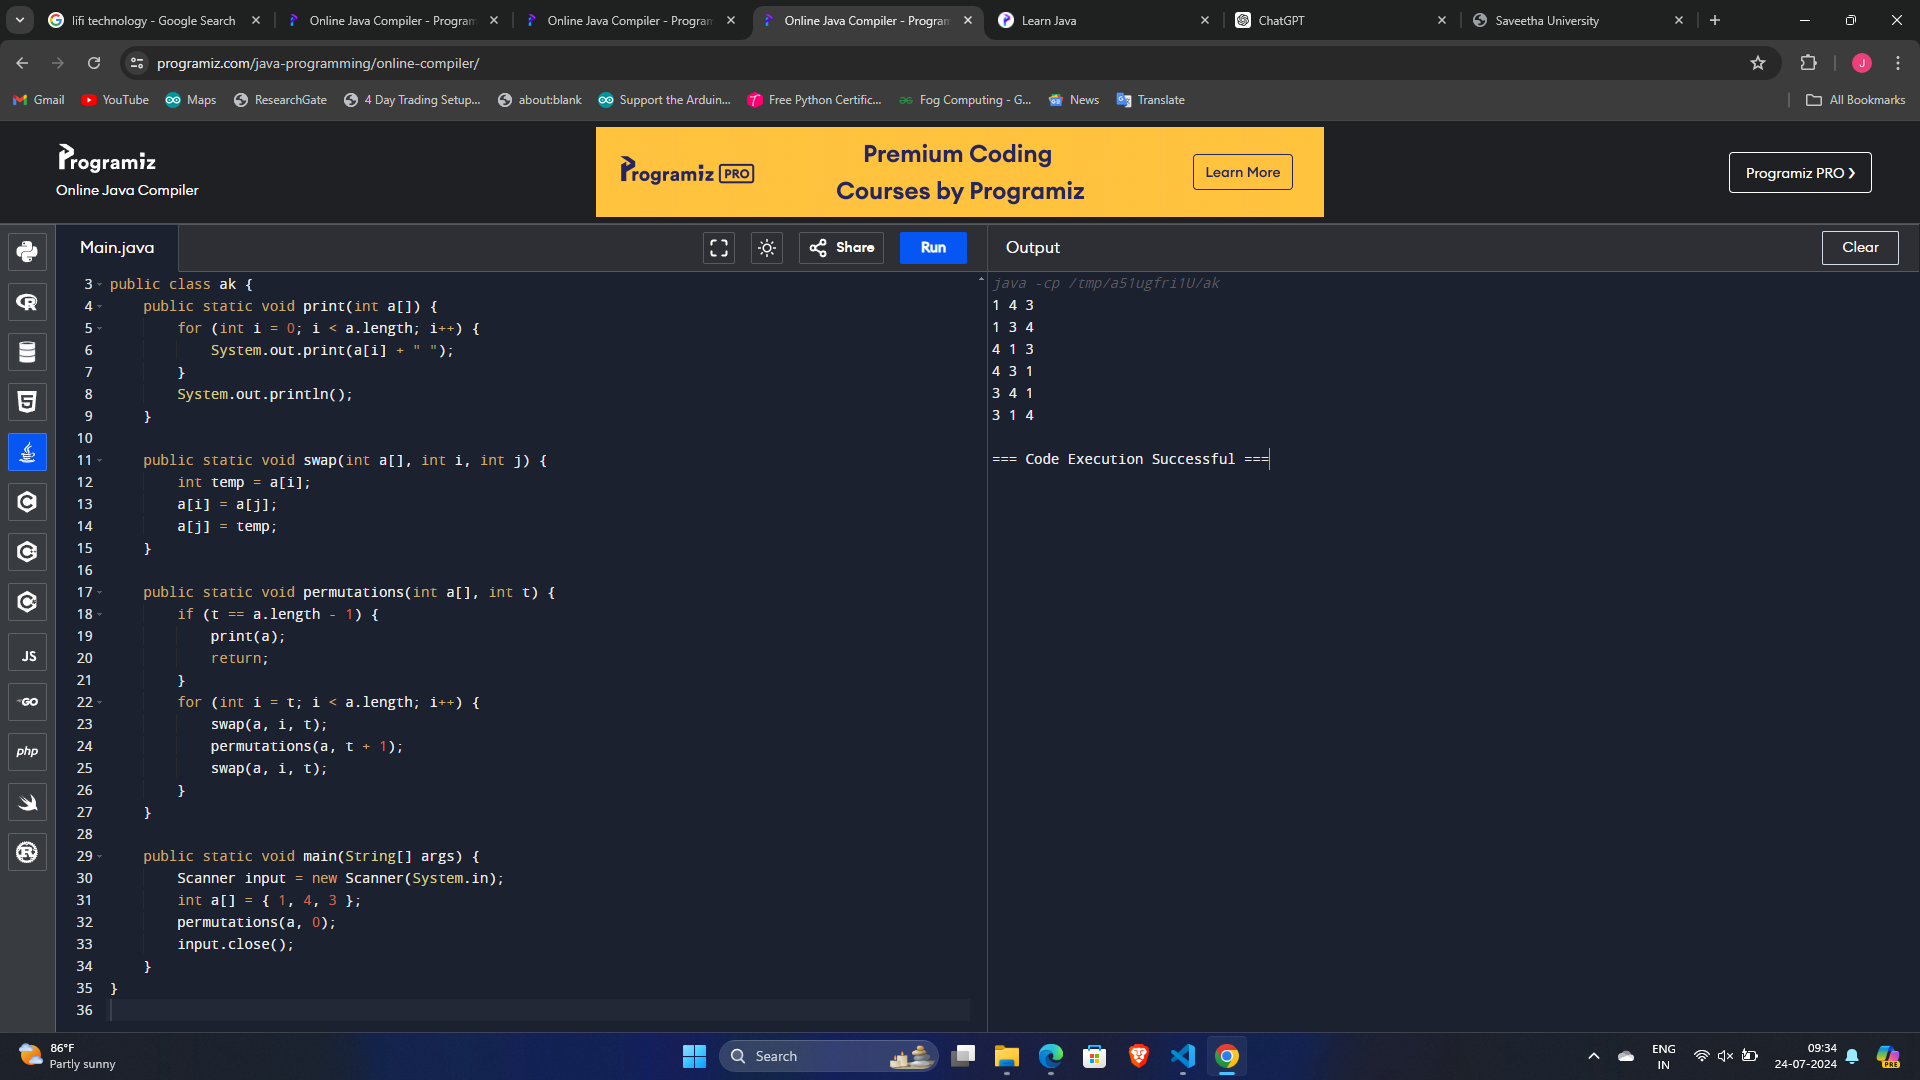 lifi technology - Google Search
Online Java Compiler - Program
Online Java Compiler - Program
Online Java Compiler - Program
Learn Java
ChatGPT
Saveetha University
programiz.com/java-programming/online-compiler/
J
Gmail
YouTube
Maps
ResearchGate
4 Day Trading Setup...
about:blank
Support the Arduin...
Free Python Certific...
Fog Computing - G...
News
Translate
All Bookmarks
Programiz
Online Java Compiler
Programiz PRO
Premium Coding
Courses by Programiz
Learn More
Programiz PRO ❯
Main.java
Share
Run
Output
Clear
3 public class ak {
4 public static void print(int a[]) {
5 for (int i = 0; i < a.length; i++) {
6 System.out.print(a[i] + " ");
7 }
8 System.out.println();
9 }
10
11 public static void swap(int a[], int i, int j) {
12 int temp = a[i];
13 a[i] = a[j];
14 a[j] = temp;
15 }
16
17 public static void permutations(int a[], int t) {
18 if (t == a.length - 1) {
19 print(a);
20 return;
21 }
22 for (int i = t; i < a.length; i++) {
23 swap(a, i, t);
24 permutations(a, t + 1);
25 swap(a, i, t);
26 }
27 }
28
29 public static void main(String[] args) {
30 Scanner input = new Scanner(System.in);
31 int a[] = { 1, 4, 3 };
32 permutations(a, 0);
33 input.close();
34 }
35 }
36
java -cp /tmp/a51ugfri1U/ak
1 4 3
1 3 4
4 1 3
4 3 1
3 4 1
3 1 4
=== Code Execution Successful ===
R
5
C
C
C
JS
GO
php
R
86°F
Partly sunny
Search
ENG
IN
09:34
24-07-2024
PRE